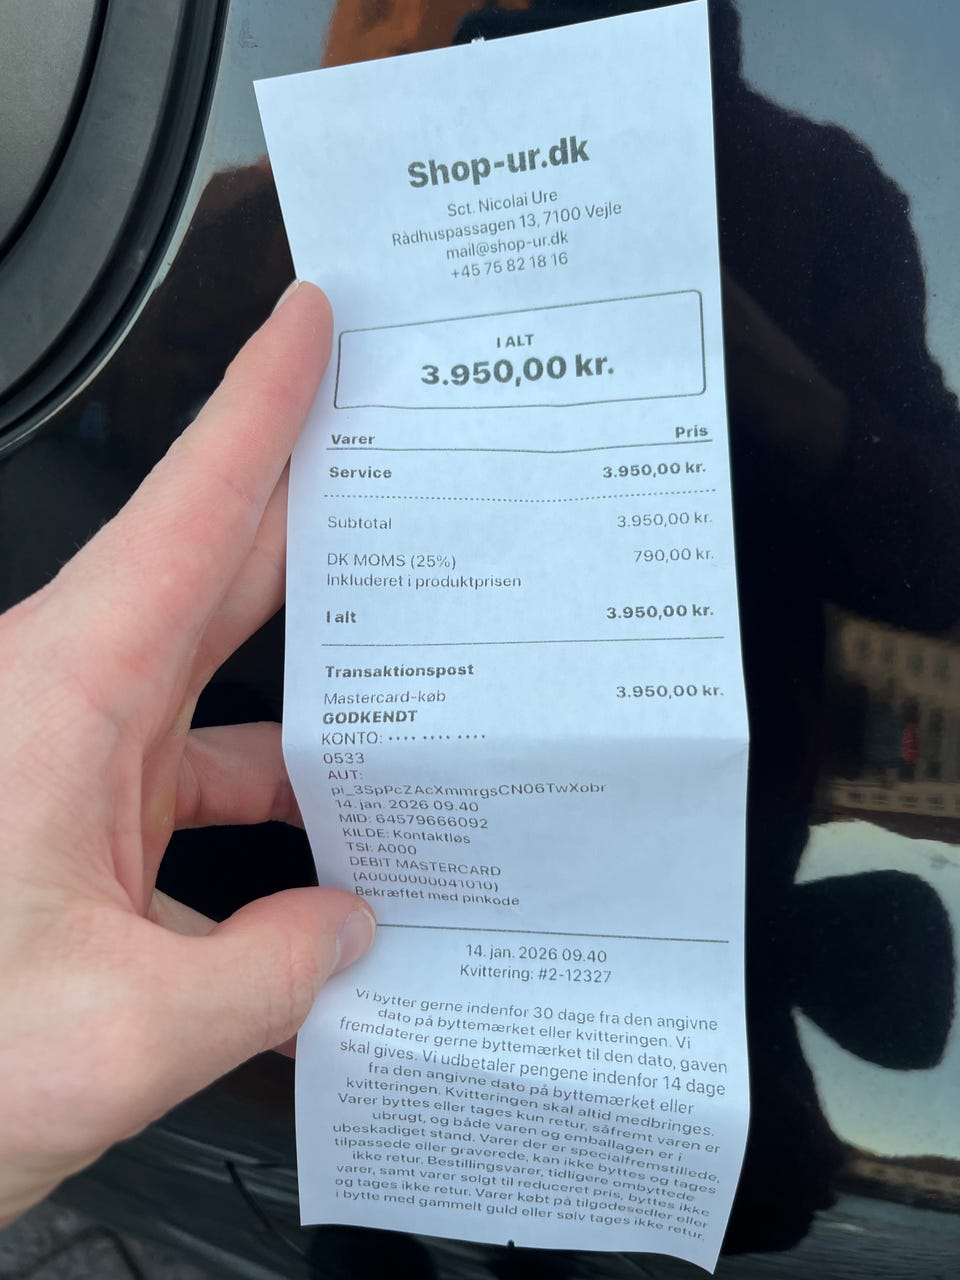 Shop-ur.dk
Sct. Nicolai Ure
Rådhuspassagen 13, 7100 Vejle
mail@shop-ur.dk
+45 75 82 18 16
I ALT
3.950,00 kr.
Varer Pris
Service 3.950,00 kr.
Subtotal 3.950,00 kr.
DK MOMS (25%) 790,00 kr.
Inkluderet i produktprisen
I alt 3.950,00 kr.
Transaktionspost
Mastercard-køb 3.950,00 kr.
GODKENDT
KONTO: •••• •••• ••••
0533
AUT:
pi_3SpPcZAcXmmrgsCN06TwXobr
14. jan. 2026 09.40
MID: 64579666092
KILDE: Kontaktløs
TSI: A000
DEBIT MASTERCARD
(A0000000041010)
Bekræftet med pinkode
14. jan. 2026 09.40
Kvittering: #2-12327
Vi bytter gerne indenfor 30 dage fra den angivne
dato på byttemærket eller kvitteringen. Vi
fremdaterer gerne byttemærket til den dato, gaven
skal gives. Vi udbetaler pengene indenfor 14 dage
fra den angivne dato på byttemærket eller
kvitteringen. Kvitteringen skal altid medbringes.
Varer byttes eller tages kun retur, såfremt varen er
ubrugt, og både varen og emballagen er i
ubeskadiget stand. Varer der er specialfremstillede,
tilpassede eller graverede, kan ikke byttes og tages
ikke retur. Bestillingsvarer, tidligere ombyttede
varer, samt varer solgt til reduceret pris, byttes ikke
og tages ikke retur. Varer købt på tilgodesedler eller
i bytte med gammelt guld eller sølv tages ikke retur.